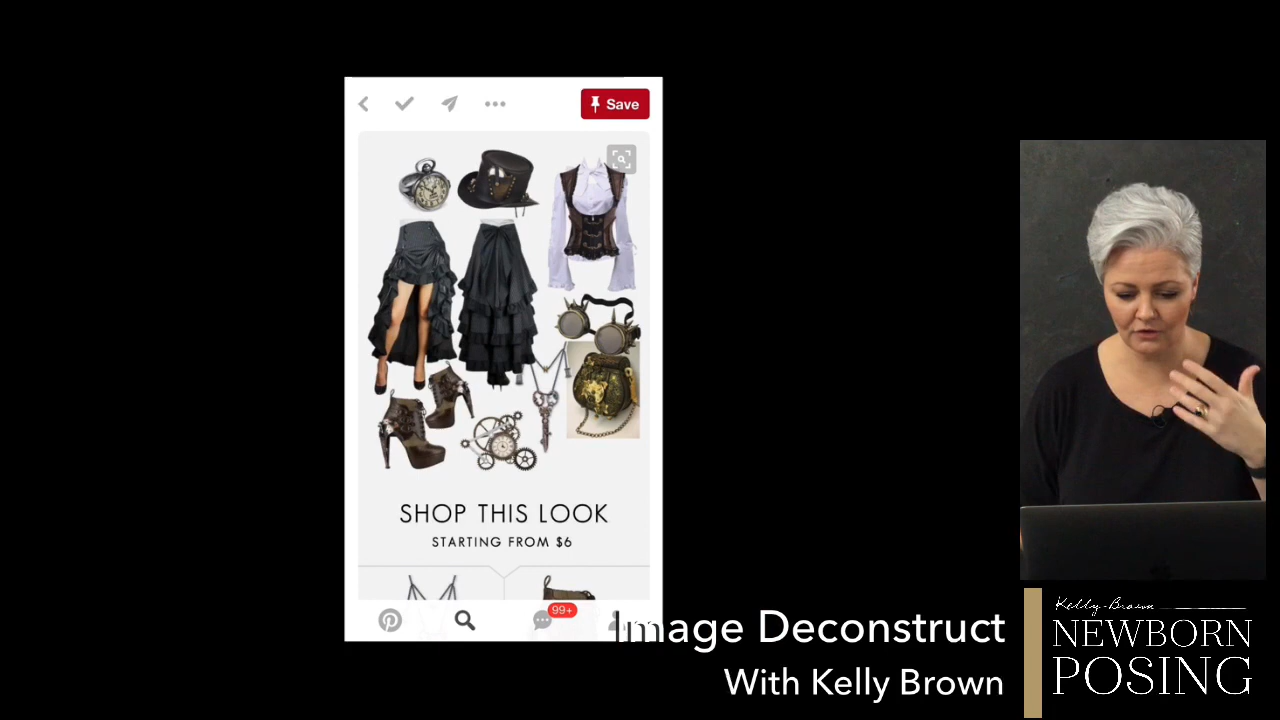 Save
SHOP THIS LOOK
STARTING FROM $6
99+
Image Deconstruct
With Kelly Brown
Kelly Brown
NEWBORN
POSING